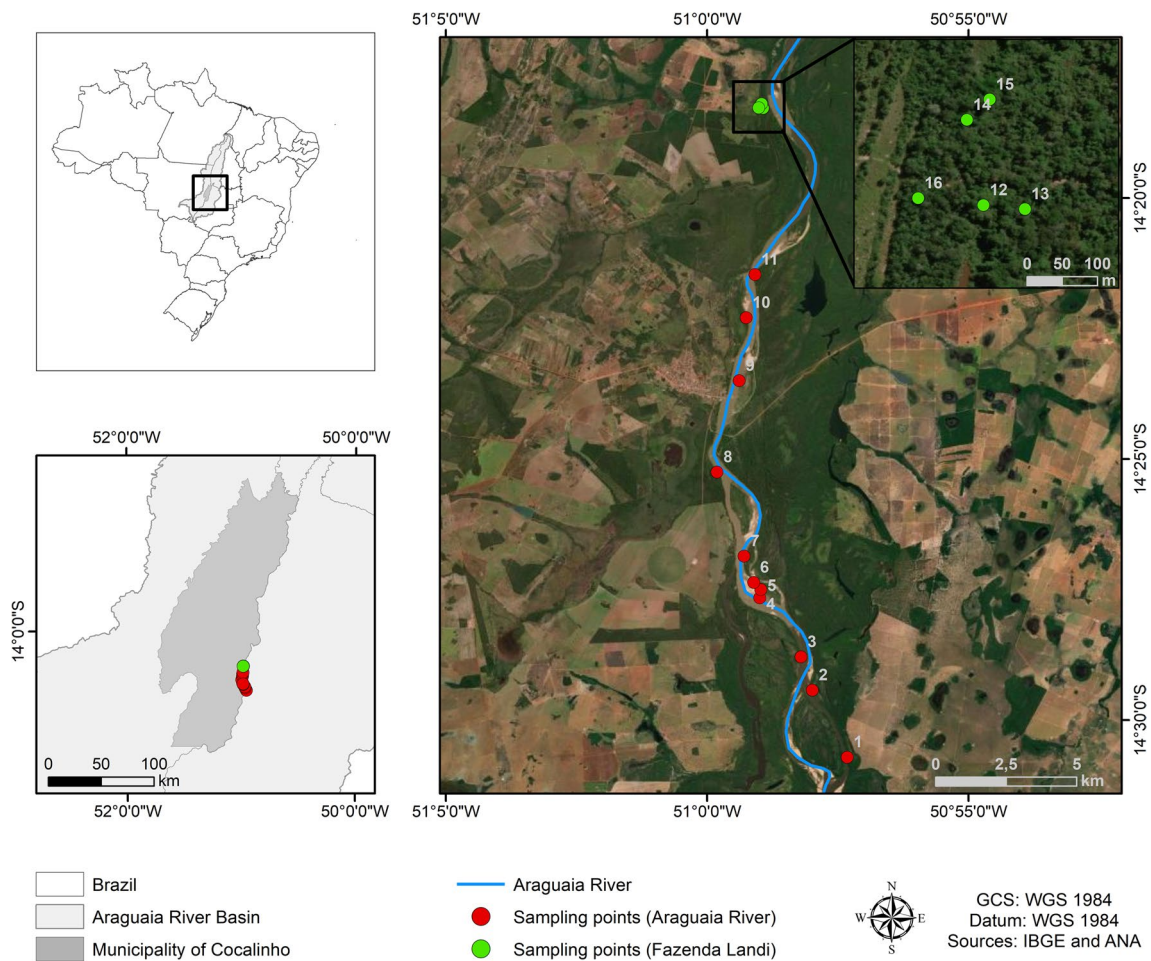 51°5'0"W
51°0'0"W
50°55'0"W
15
14
16
12
13
0
50
100
m
14°20'0"S
11
10
9
8
14°25'0"S
7
6
5
4
3
2
1
14°30'0"S
0
2,5
5
km
51°5'0"W
51°0'0"W
50°55'0"W
52°0'0"W
50°0'0"W
14°0'0"S
0
50
100
km
52°0'0"W
50°0'0"W
Brazil
Araguaia River Basin
Municipality of Cocalinho
Araguaia River
Sampling points (Araguaia River)
Sampling points (Fazenda Landi)
N
W
E
S
GCS: WGS 1984
Datum: WGS 1984
Sources: IBGE and ANA